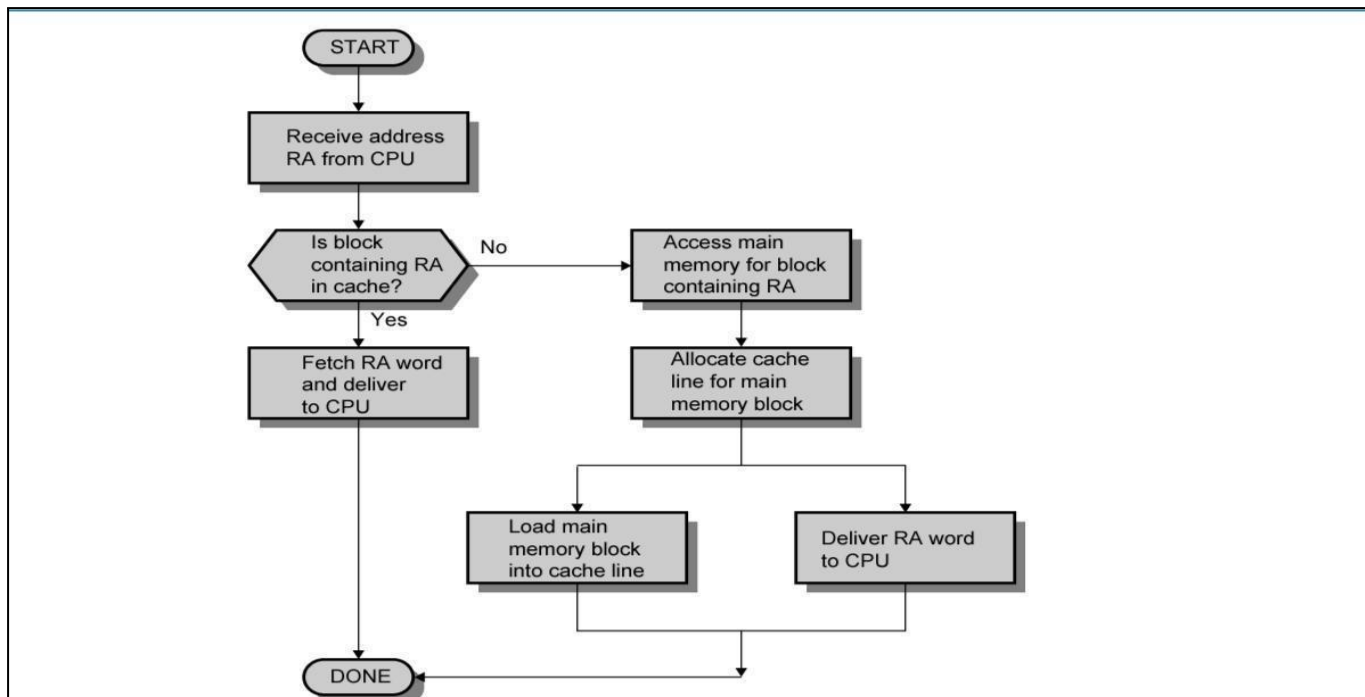 START
Receive address
RA from CPU
Is block
containing RA
in cache?
No
Yes
Access main
memory for block
containing RA
Fetch RA word
and deliver
to CPU
Allocate cache
line for main
memory block
Load main
memory block
into cache line
Deliver RA word
to CPU
DONE